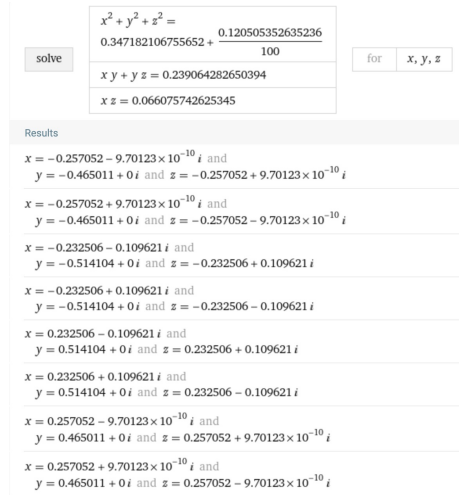 x² + y² + z² =
0.347182106755652 + 0.120505352635236/100
solve
for x, y, z
x y + y z = 0.239064282650394
x z = 0.066075742625345
Results
x = −0.257052 − 9.70123×10⁻¹⁰ i and
y = −0.465011 + 0 i and z = −0.257052 + 9.70123×10⁻¹⁰ i
x = −0.257052 + 9.70123×10⁻¹⁰ i and
y = −0.465011 + 0 i and z = −0.257052 − 9.70123×10⁻¹⁰ i
x = −0.232506 − 0.109621 i and
y = −0.514104 + 0 i and z = −0.232506 + 0.109621 i
x = −0.232506 + 0.109621 i and
y = −0.514104 + 0 i and z = −0.232506 − 0.109621 i
x = 0.232506 − 0.109621 i and
y = 0.514104 + 0 i and z = 0.232506 + 0.109621 i
x = 0.232506 + 0.109621 i and
y = 0.514104 + 0 i and z = 0.232506 − 0.109621 i
x = 0.257052 − 9.70123×10⁻¹⁰ i and
y = 0.465011 + 0 i and z = 0.257052 + 9.70123×10⁻¹⁰ i
x = 0.257052 + 9.70123×10⁻¹⁰ i and
y = 0.465011 + 0 i and z = 0.257052 − 9.70123×10⁻¹⁰ i